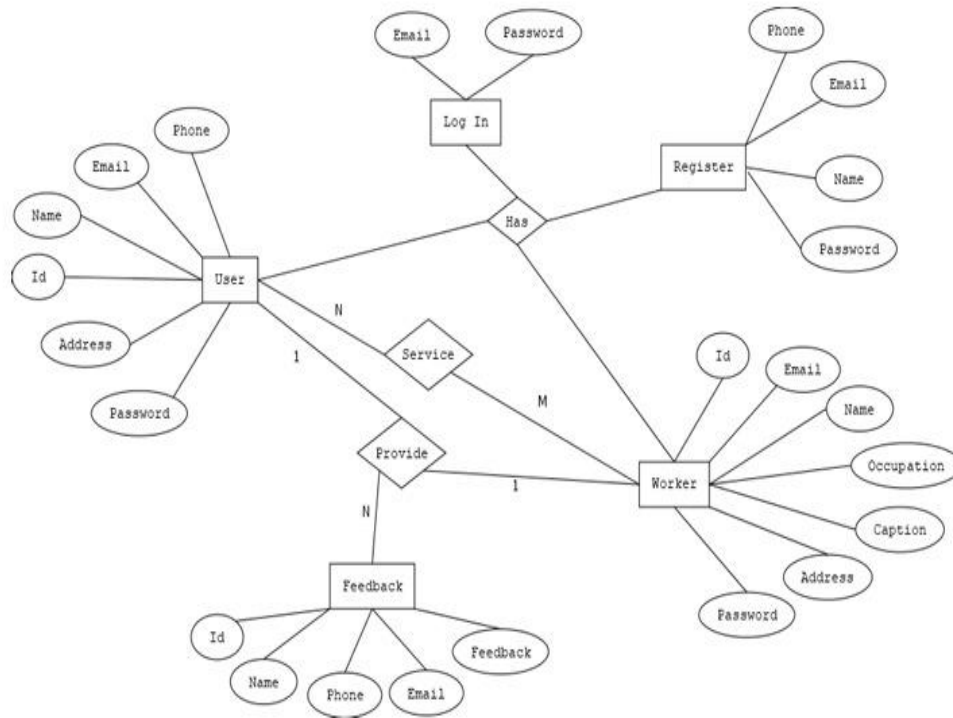 Email
Password
Phone
Log In
Email
Phone
Register
Email
Name
Name
Has
Password
Id
User
N
Address
Service
Id
1
Email
M
Name
Password
Provide
Occupation
1
Worker
N
Caption
Feedback
Address
Password
Id
Feedback
Name
Phone
Email